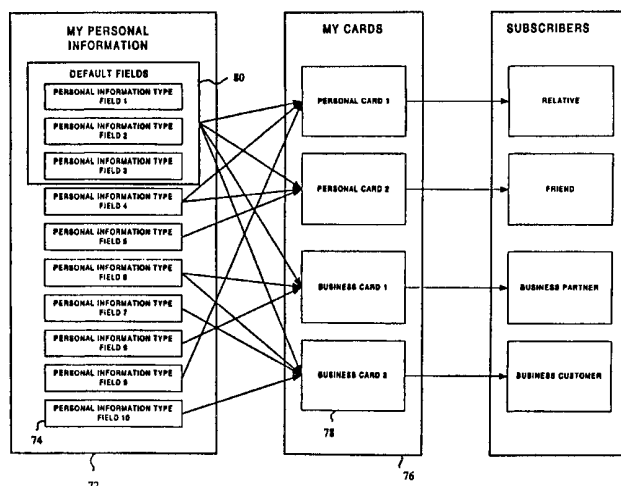 MY PERSONAL
INFORMATION
DEFAULT FIELDS
80
PERSONAL INFORMATION TYPE
FIELD 1
PERSONAL INFORMATION TYPE
FIELD 2
PERSONAL INFORMATION TYPE
FIELD 3
PERSONAL INFORMATION TYPE
FIELD 4
PERSONAL INFORMATION TYPE
FIELD 5
PERSONAL INFORMATION TYPE
FIELD 6
PERSONAL INFORMATION TYPE
FIELD 7
PERSONAL INFORMATION TYPE
FIELD 8
PERSONAL INFORMATION TYPE
FIELD 9
PERSONAL INFORMATION TYPE
FIELD 10
74
72
MY CARDS
PERSONAL CARD 1
PERSONAL CARD 2
BUSINESS CARD 1
BUSINESS CARD 2
78
76
SUBSCRIBERS
RELATIVE
FRIEND
BUSINESS PARTNER
BUSINESS CUSTOMER